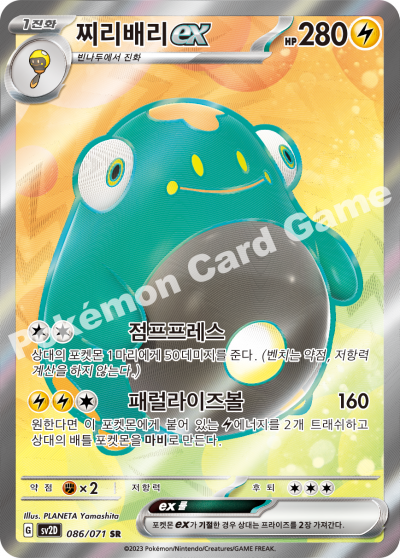 1진화
찌리배리ex
HP 280
빈나두에서 진화
Pokémon Card Game
점프프레스
상대의 포켓몬 1마리에게 50데미지를 준다. (벤치는 약점, 저항력
계산을 하지 않는다.)
패럴라이즈볼 160
원한다면 이 포켓몬에게 붙어 있는 에너지를 2개 트래쉬하고
상대의 배틀 포켓몬을 마비로 만든다.
약점 ×2 저항력 후퇴
ex 룰
포켓몬 ex가 기절한 경우 상대는 프라이즈를 2장 가져간다.
Illus. PLANETA Yamashita
G SV2D 086/071 SR
©2023 Pokémon/Nintendo/Creatures/GAME FREAK.